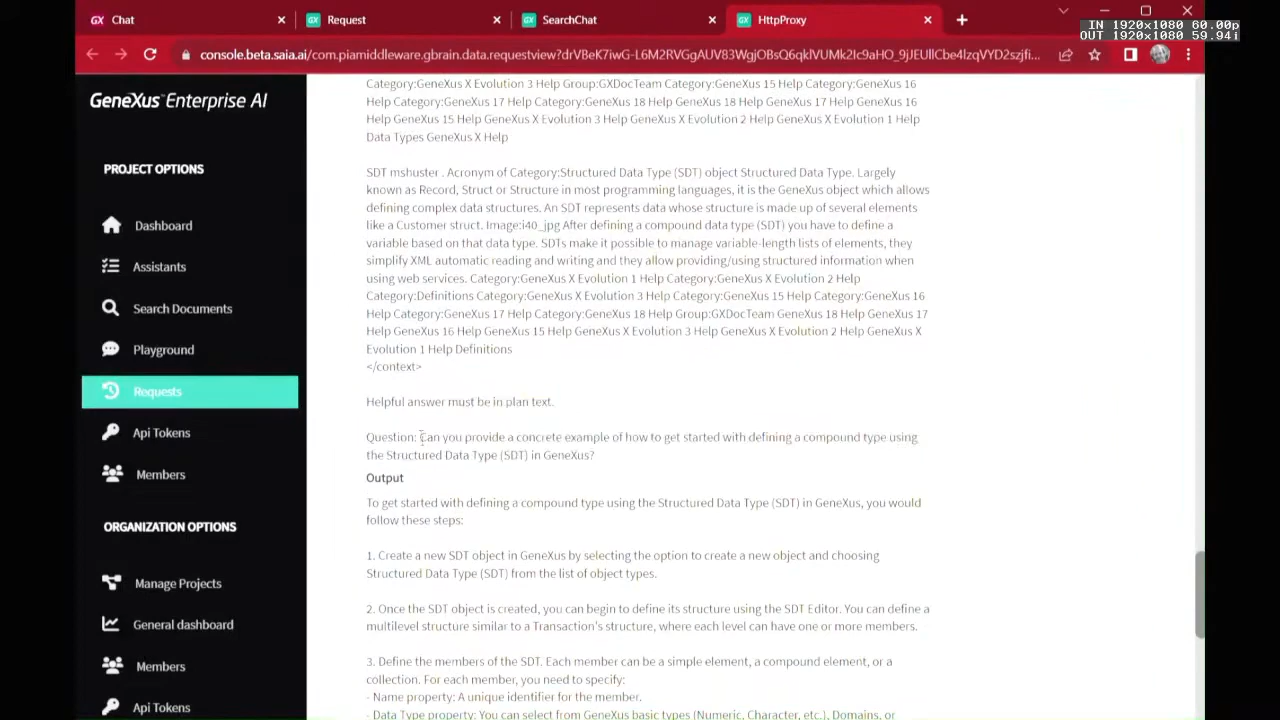 Chat
Request
SearchChat
HttpProxy
IN 1920x1080 60.00p
OUT 1920x1080 59.94i
console.beta.saia.ai/com.piamiddleware.gbrain.data.requestview?
GeneXus Enterprise AI
PROJECT OPTIONS
Dashboard
Assistants
Search Documents
Playground
Requests
Api Tokens
Members
ORGANIZATION OPTIONS
Manage Projects
General dashboard
Members
Api Tokens
Category:GeneXus X Evolution 3 Help Group:GXDocTeam Category:GeneXus 15 Help Category:GeneXus 16
Help Category:GeneXus 17 Help Category:GeneXus 18 Help GeneXus 18 Help GeneXus 17 Help GeneXus 16
Help GeneXus 15 Help GeneXus X Evolution 3 Help GeneXus X Evolution 2 Help GeneXus X Evolution 1 Help
Data Types GeneXus X Help
SDT mshuster . Acronym of Category:Structured Data Type (SDT) object Structured Data Type. Largely
known as Record, Struct or Structure in most programming languages, it is the GeneXus object which allows
defining complex data structures. An SDT represents data whose structure is made up of several elements
like a Customer struct. Image:i40_jpg After defining a compound data type (SDT) you have to define a
variable based on that data type. SDTs make it possible to manage variable-length lists of elements, they
simplify XML automatic reading and writing and they allow providing/using structured information when
using web services. Category:GeneXus X Evolution 1 Help Category:GeneXus X Evolution 2 Help
Category:Definitions Category:GeneXus X Evolution 3 Help Category:GeneXus 15 Help Category:GeneXus 16
Help Category:GeneXus 17 Help Category:GeneXus 18 Help Group:GXDocTeam GeneXus 18 Help GeneXus 17
Help GeneXus 16 Help GeneXus 15 Help GeneXus X Evolution 3 Help GeneXus X Evolution 2 Help GeneXus X
Evolution 1 Help Definitions
</context>
Helpful answer must be in plan text.
Question: Can you provide a concrete example of how to get started with defining a compound type using
the Structured Data Type (SDT) in GeneXus?
Output
To get started with defining a compound type using the Structured Data Type (SDT) in GeneXus, you would
follow these steps:
1. Create a new SDT object in GeneXus by selecting the option to create a new object and choosing
Structured Data Type (SDT) from the list of object types.
2. Once the SDT object is created, you can begin to define its structure using the SDT Editor. You can define a
multilevel structure similar to a Transaction's structure, where each level can have one or more members.
3. Define the members of the SDT. Each member can be a simple element, a compound element, or a
collection. For each member, you need to specify:
- Name property: A unique identifier for the member.
- Data Type property: You can select from GeneXus basic types (Numeric, Character, etc.), Domains, or